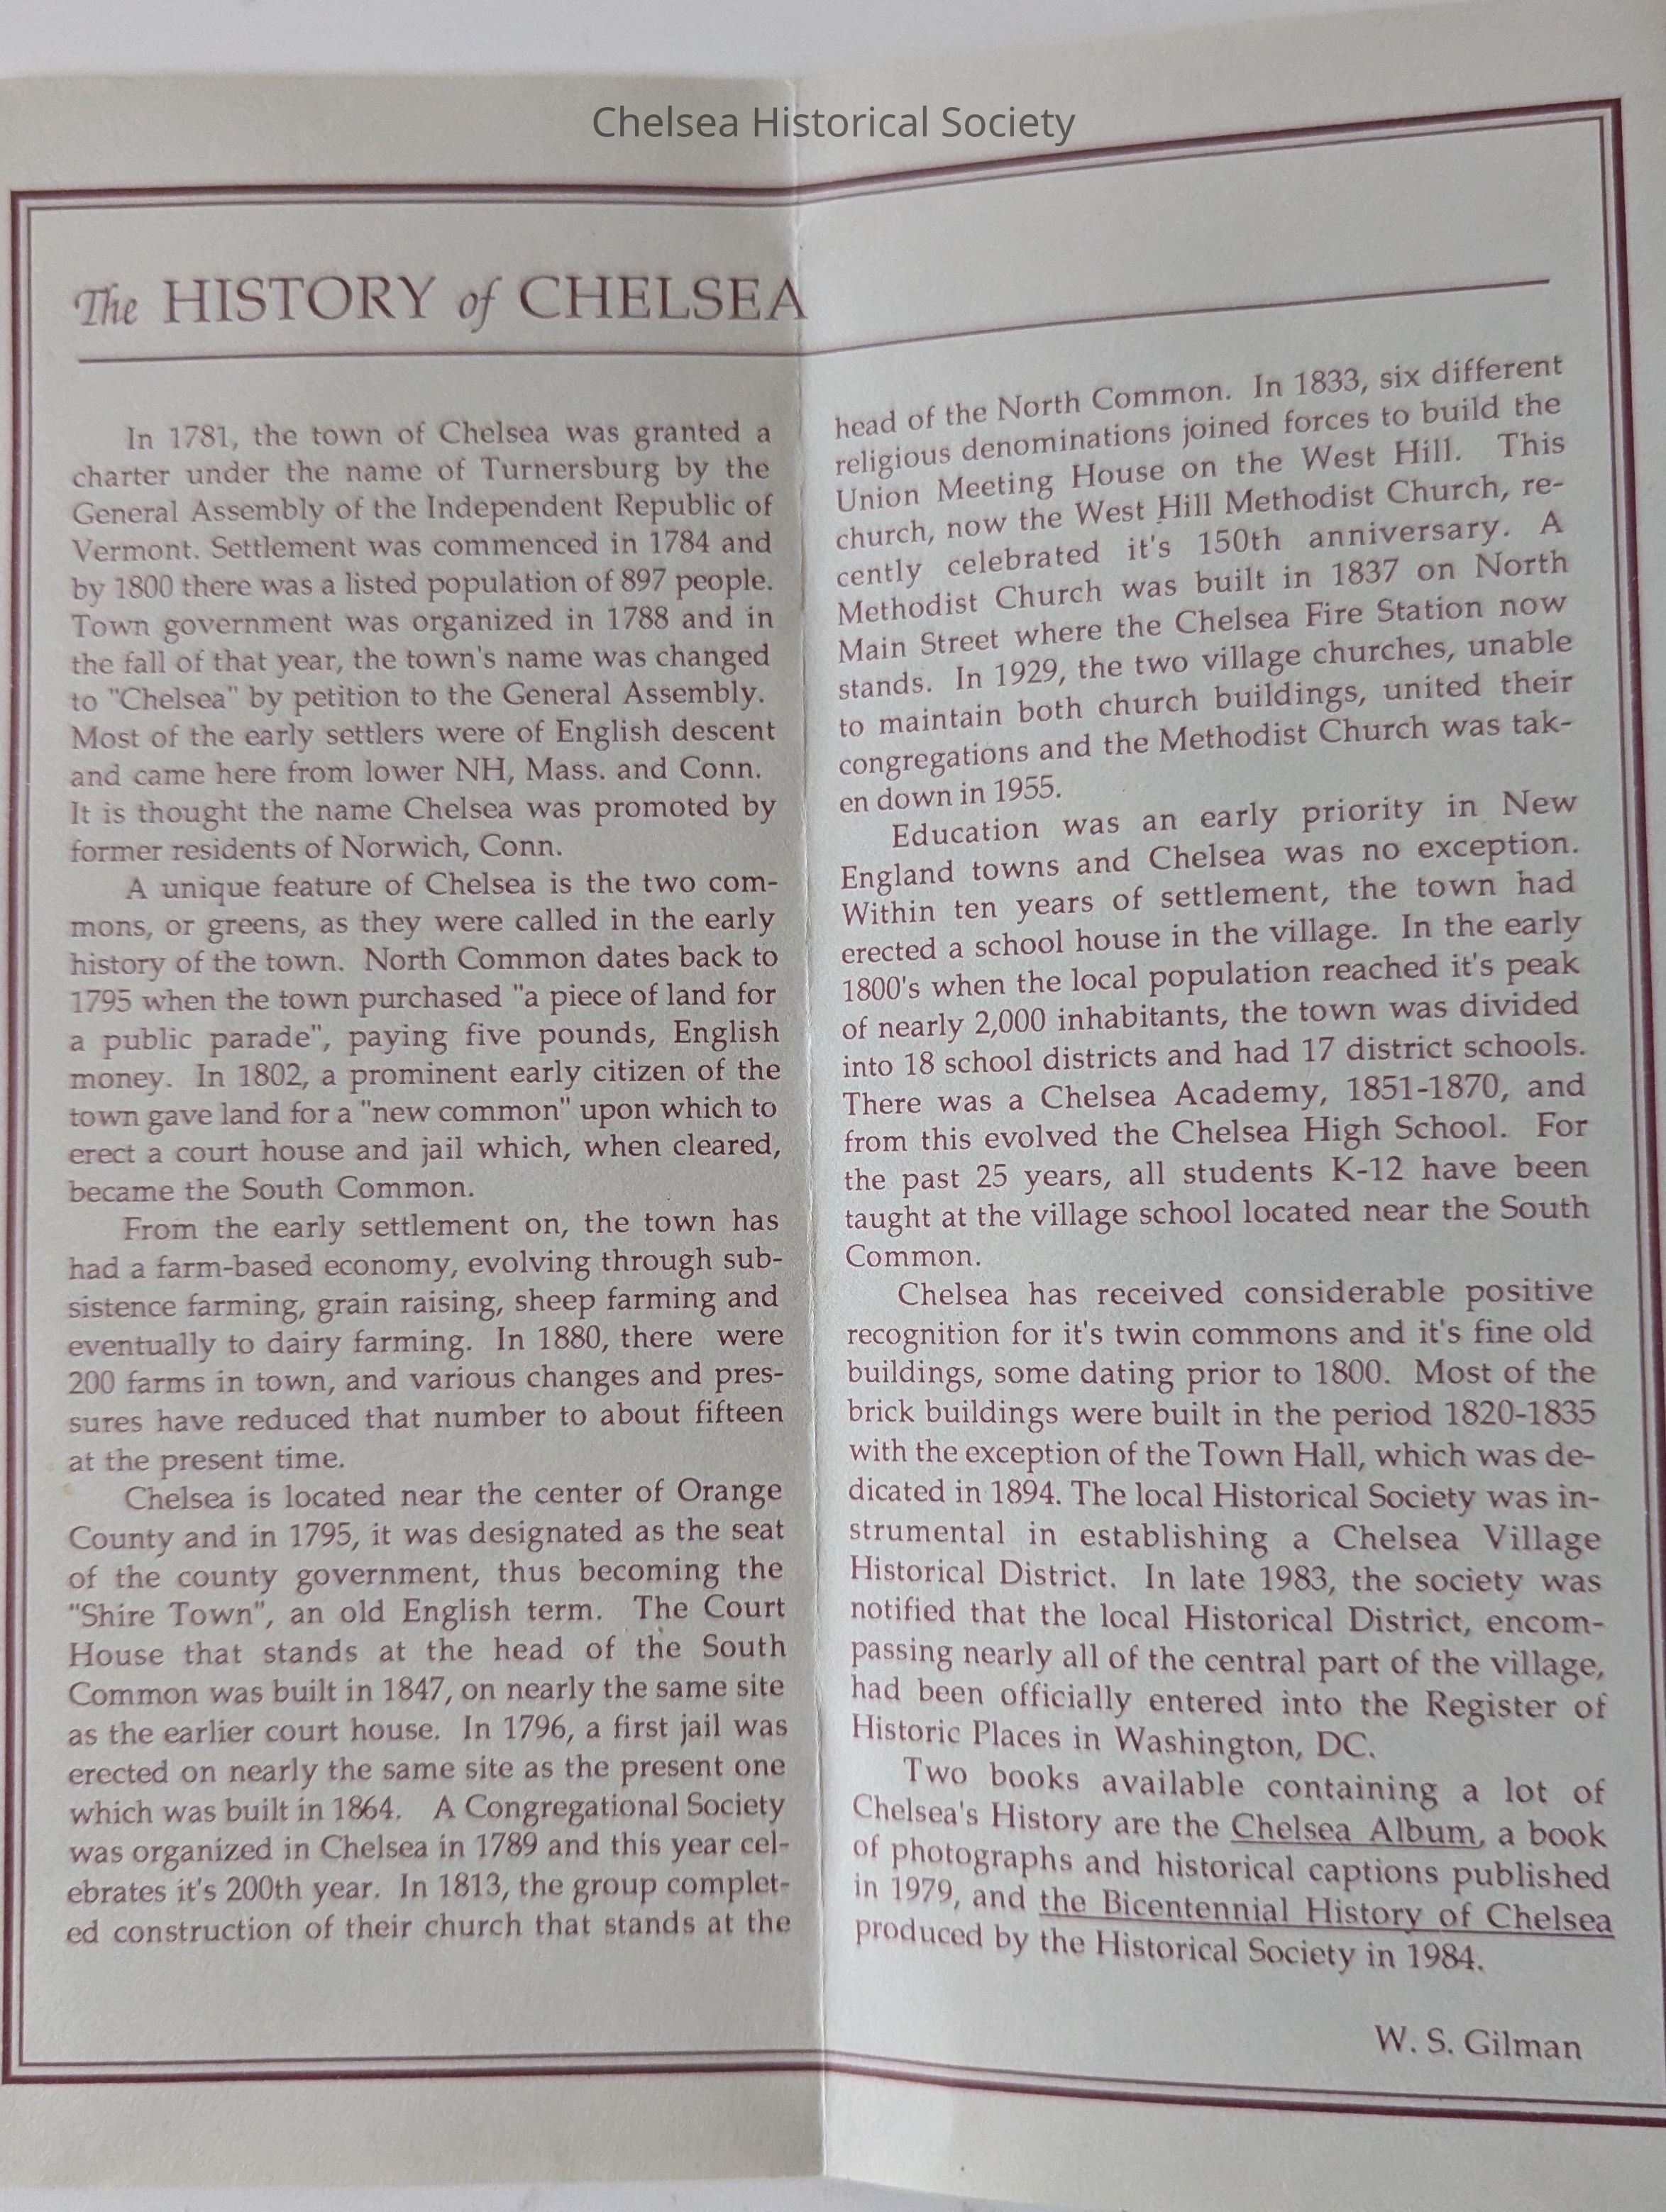 Chelsea Historical Society
The HISTORY of CHELSEA
In 1781, the town of Chelsea was granted a
charter under the name of Turnersburg by the
General Assembly of the Independent Republic of
Vermont. Settlement was commenced in 1784 and
by 1800 there was a listed population of 897 people.
Town government was organized in 1788 and in
the fall of that year, the town's name was changed
to "Chelsea" by petition to the General Assembly.
Most of the early settlers were of English descent
and came here from lower NH, Mass. and Conn.
It is thought the name Chelsea was promoted by
former residents of Norwich, Conn.
A unique feature of Chelsea is the two com-
mons, or greens, as they were called in the early
history of the town. North Common dates back to
1795 when the town purchased "a piece of land for
a public parade", paying five pounds, English
money. In 1802, a prominent early citizen of the
town gave land for a "new common" upon which to
erect a court house and jail which, when cleared,
became the South Common.
From the early settlement on, the town has
had a farm-based economy, evolving through sub-
sistence farming, grain raising, sheep farming and
eventually to dairy farming. In 1880, there were
200 farms in town, and various changes and pres-
sures have reduced that number to about fifteen
at the present time.
Chelsea is located near the center of Orange
County and in 1795, it was designated as the seat
of the county government, thus becoming the
"Shire Town", an old English term. The Court
House that stands at the head of the South
Common was built in 1847, on nearly the same site
as the earlier court house. In 1796, a first jail was
erected on nearly the same site as the present one
which was built in 1864. A Congregational Society
was organized in Chelsea in 1789 and this year cel-
ebrates it's 200th year. In 1813, the group complet-
ed construction of their church that stands at the
head of the North Common. In 1833, six different
religious denominations joined forces to build the
Union Meeting House on the West Hill. This
church, now the West Hill Methodist Church, re-
cently celebrated it's 150th anniversary. A
Methodist Church was built in 1837 on North
Main Street where the Chelsea Fire Station now
stands. In 1929, the two village churches, unable
to maintain both church buildings, united their
congregations and the Methodist Church was tak-
en down in 1955.
Education was an early priority in New
England towns and Chelsea was no exception.
Within ten years of settlement, the town had
erected a school house in the village. In the early
1800's when the local population reached it's peak
of nearly 2,000 inhabitants, the town was divided
into 18 school districts and had 17 district schools.
There was a Chelsea Academy, 1851-1870, and
from this evolved the Chelsea High School. For
the past 25 years, all students K-12 have been
taught at the village school located near the South
Common.
Chelsea has received considerable positive
recognition for it's twin commons and it's fine old
buildings, some dating prior to 1800. Most of the
brick buildings were built in the period 1820-1835
with the exception of the Town Hall, which was de-
dicated in 1894. The local Historical Society was in-
strumental in establishing a Chelsea Village
Historical District. In late 1983, the society was
notified that the local Historical District, encom-
passing nearly all of the central part of the village,
had been officially entered into the Register of
Historic Places in Washington, DC.
Two books available containing a lot of
Chelsea's History are the Chelsea Album, a book
of photographs and historical captions published
in 1979, and the Bicentennial History of Chelsea
produced by the Historical Society in 1984.
W. S. Gilman